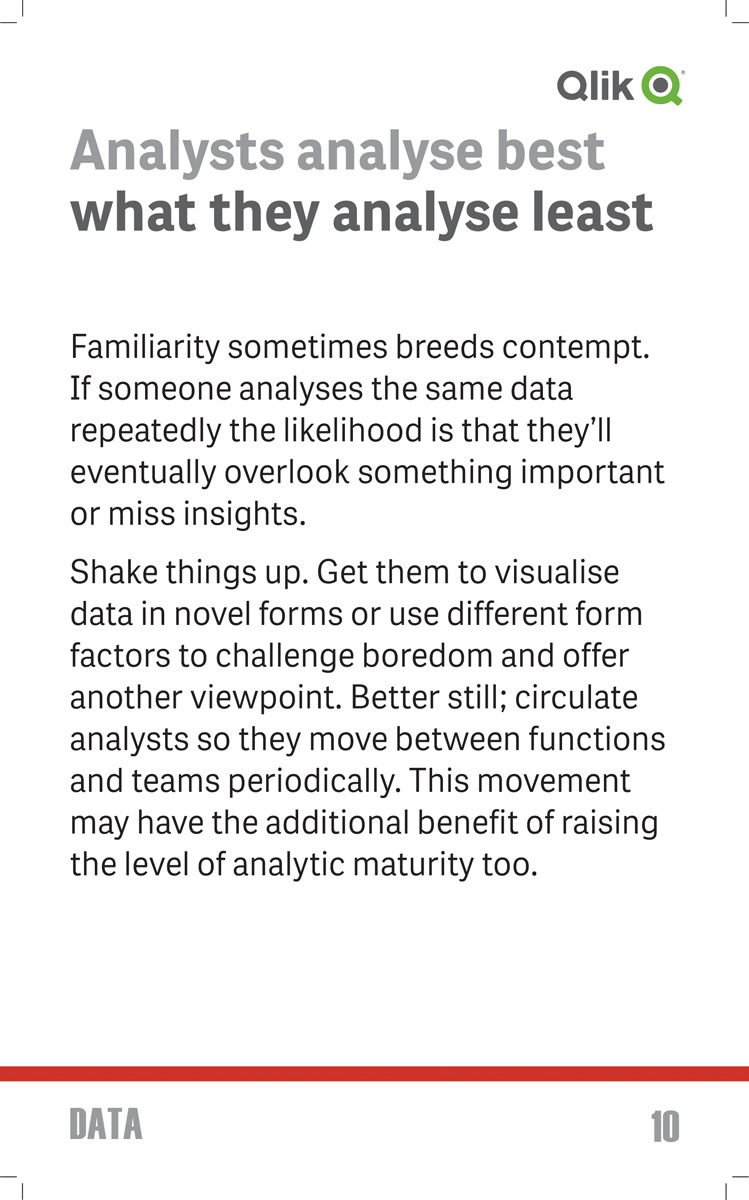 Qlik
Analysts analyse best
what they analyse least
Familiarity sometimes breeds contempt.
If someone analyses the same data
repeatedly the likelihood is that they’ll
eventually overlook something important
or miss insights.
Shake things up. Get them to visualise
data in novel forms or use different form
factors to challenge boredom and offer
another viewpoint. Better still; circulate
analysts so they move between functions
and teams periodically. This movement
may have the additional benefit of raising
the level of analytic maturity too.
DATA
10